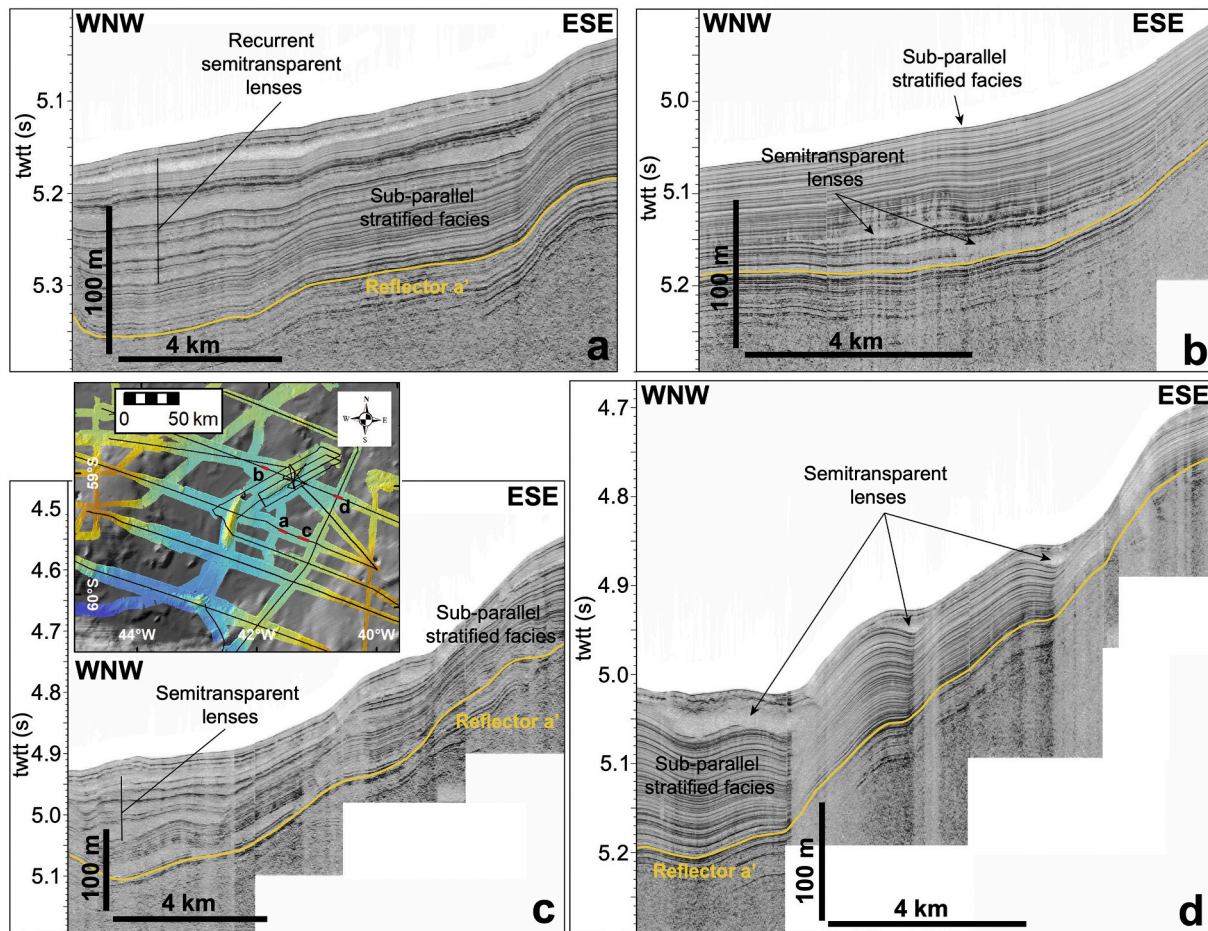 WNW
ESE
Recurrent
semitransparent
lenses
5.1
5.2
5.3
twtt (s)
100 m
Sub-parallel
stratified facies
Reflector a'
4 km
a
WNW
ESE
Sub-parallel
stratified facies
Semitransparent
lenses
5.0
5.1
5.2
twtt (s)
100 m
4 km
b
0 50 km
N
W E
S
59°S
60°S
44°W
42°W
40°W
b
a
c
d
ESE
WNW
4.5
4.6
4.7
4.8
4.9
5.0
5.1
twtt (s)
Sub-parallel
stratified facies
Semitransparent
lenses
Reflector a'
100 m
4 km
c
WNW
ESE
4.7
4.8
4.9
5.0
5.1
5.2
twtt (s)
Semitransparent
lenses
Sub-parallel
stratified facies
Reflector a'
100 m
4 km
d